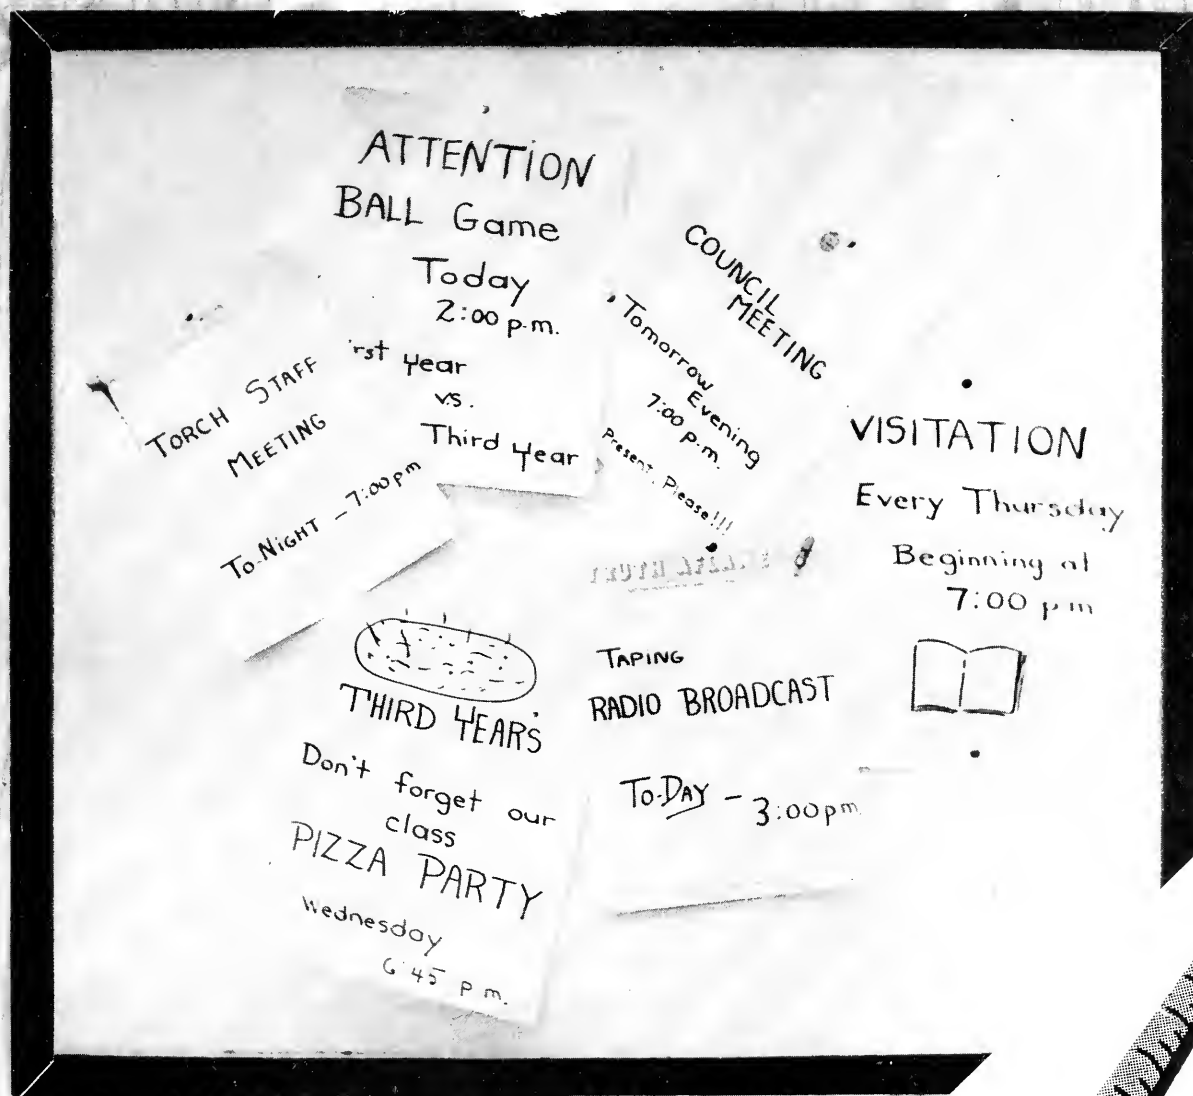 ATTENTION
BALL Game
Today
2:00 p.m.
'rst year
vs.
Third Year
TORCH STAFF
MEETING
TO-NIGHT - 7:00pm
COUNCIL
MEETING
Tomorrow
Evening
7:00 p.m.
Present, Please!!!
VISITATION
Every Thursday
Beginning at
7:00 pm
THIRD YEARS
Don't forget our
class
PIZZA PARTY
Wednesday
6:45 p m.
TAPING
RADIO BROADCAST
TO-DAY - 3:00pm